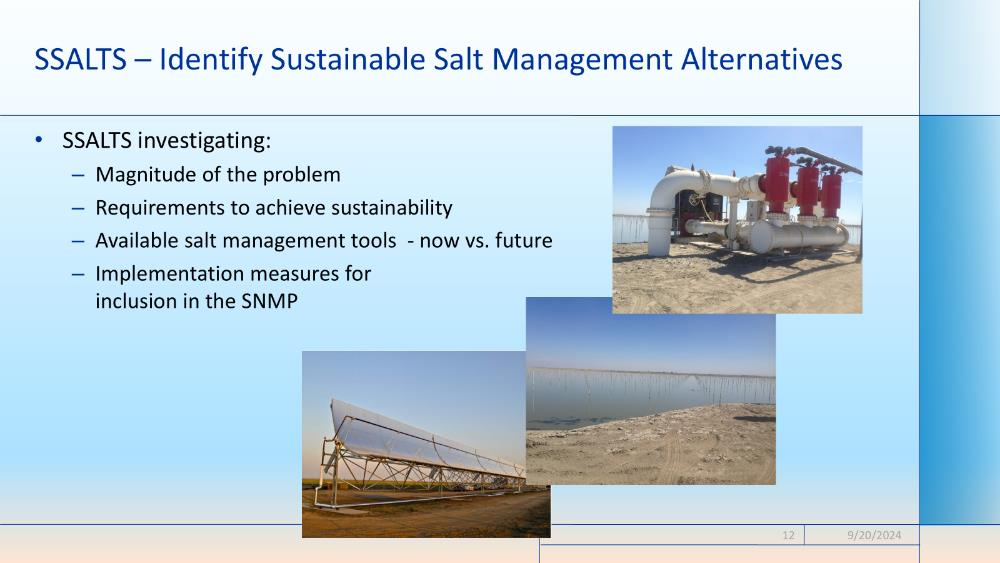 SSALTS – Identify Sustainable Salt Management Alternatives
• SSALTS investigating:
– Magnitude of the problem
– Requirements to achieve sustainability
– Available salt management tools  - now vs. future
– Implementation measures for
inclusion in the SNMP
12
9/20/2024